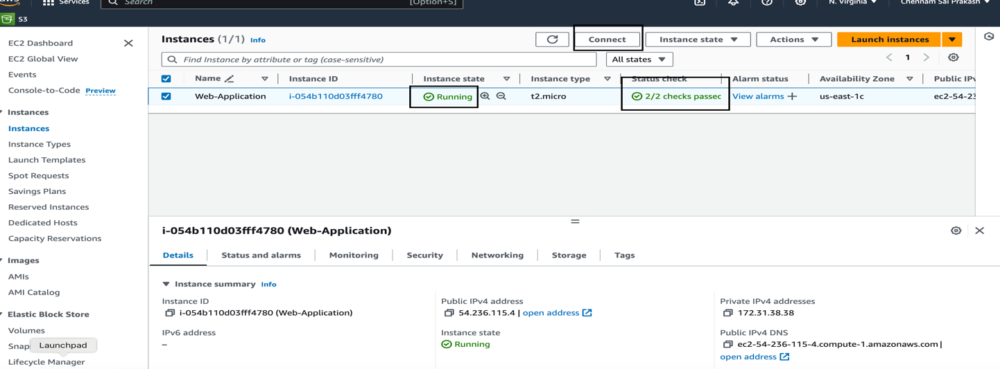 aws
Services
Search
[Option+S]
N. Virginia
Chennam Sai Prakash
S3
EC2 Dashboard
EC2 Global View
Events
Console-to-Code Preview
Instances
Instances
Instance Types
Launch Templates
Spot Requests
Savings Plans
Reserved Instances
Dedicated Hosts
Capacity Reservations
Images
AMIs
AMI Catalog
Elastic Block Store
Volumes
Snap
Launchpad
Lifecycle Manager
Instances (1/1) Info
Connect
Instance state
Actions
Launch instances
Find Instance by attribute or tag (case-sensitive)
All states
1
Name
Instance ID
Instance state
Instance type
Status check
Alarm status
Availability Zone
Public IPv
Web-Application
i-054b110d03fff4780
Running
t2.micro
2/2 checks passec
View alarms +
us-east-1c
ec2-54-23
i-054b110d03fff4780 (Web-Application)
Details
Status and alarms
Monitoring
Security
Networking
Storage
Tags
Instance summary Info
Instance ID
i-054b110d03fff4780 (Web-Application)
IPv6 address
–
Public IPv4 address
54.236.115.4 | open address
Instance state
Running
Private IPv4 addresses
172.31.38.38
Public IPv4 DNS
ec2-54-236-115-4.compute-1.amazonaws.com |
open address